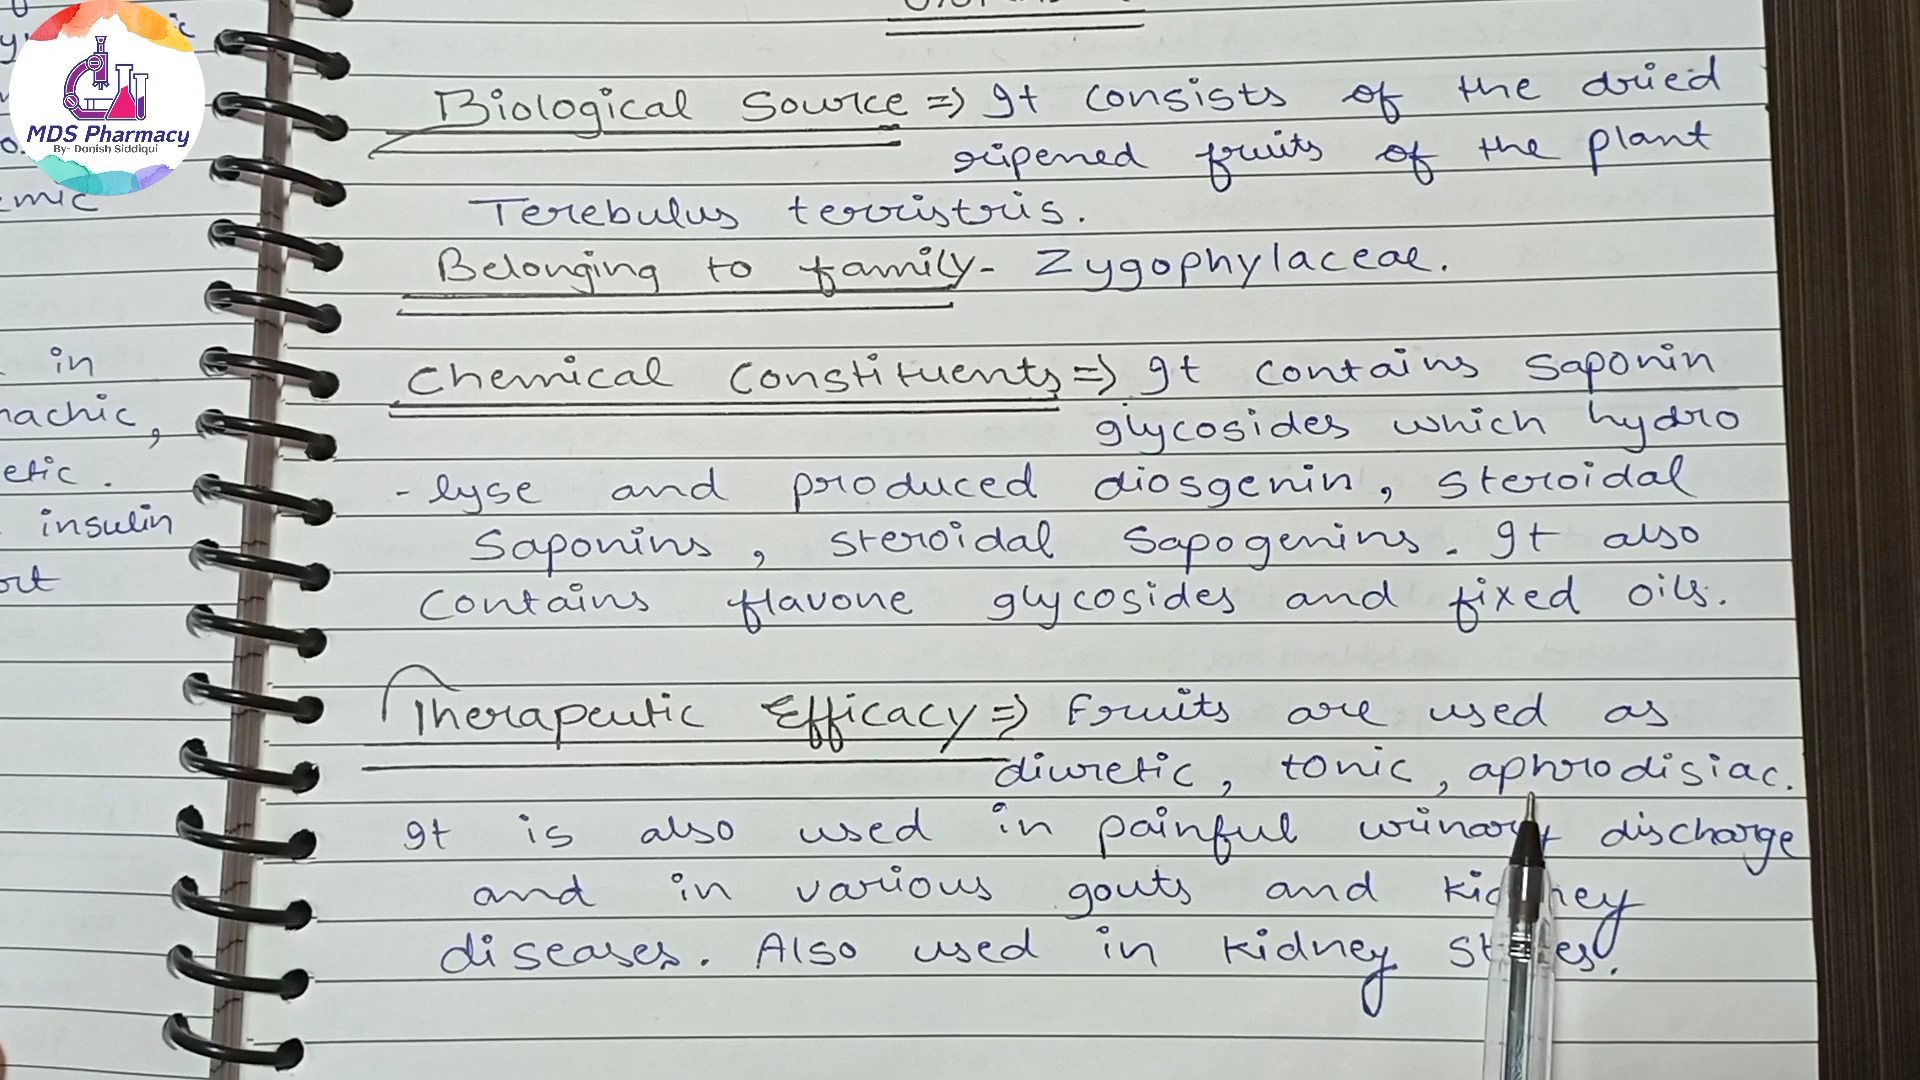 MDS Pharmacy
By- Danish Siddiqui
mic
in
nachic,
etic.
insulin
Biological Source => It consists of the dried
ripened fruits of the plant
Terebulus terristris.
Belonging to family- Zygophylaceae.
Chemical Constituents => It contains Saponin
glycosides which hydro
- lyse and produced diosgenin, steroidal
Saponins, steroidal Sapogenins. It also
Contains flavone glycosides and fixed oils.
Therapeutic Efficacy => Fruits are used as
diuretic, tonic, aphrodisiac.
It is also used in painful urinary discharge
and in various gouts and kidney
diseases. Also used in kidney stones.